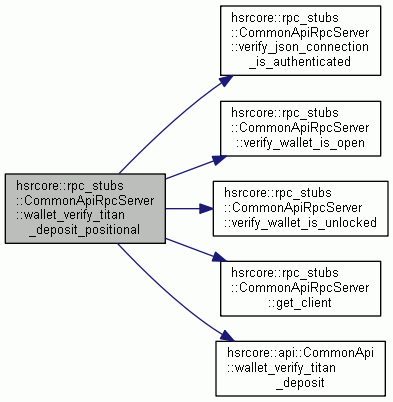 hsrcore::rpc_stubs
::CommonApiRpcServer
::verify_json_connection
_is_authenticated
hsrcore::rpc_stubs
::CommonApiRpcServer
::verify_wallet_is_open
hsrcore::rpc_stubs
::CommonApiRpcServer
::wallet_verify_titan
_deposit_positional
hsrcore::rpc_stubs
::CommonApiRpcServer
::verify_wallet_is_unlocked
hsrcore::rpc_stubs
::CommonApiRpcServer
::get_client
hsrcore::api::CommonApi
::wallet_verify_titan
_deposit